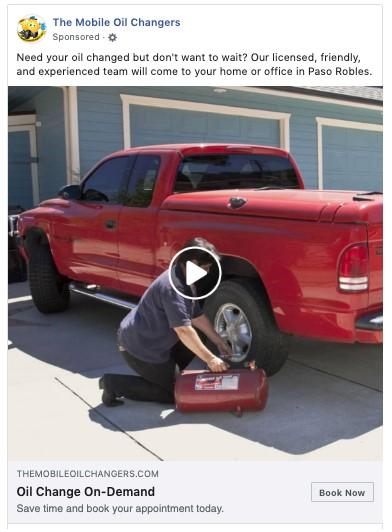 The Mobile Oil Changers
Sponsored ·
Need your oil changed but don't want to wait? Our licensed, friendly,
and experienced team will come to your home or office in Paso Robles.
THEMOBILEOILCHANGERS.COM
Oil Change On-Demand
Book Now
Save time and book your appointment today.